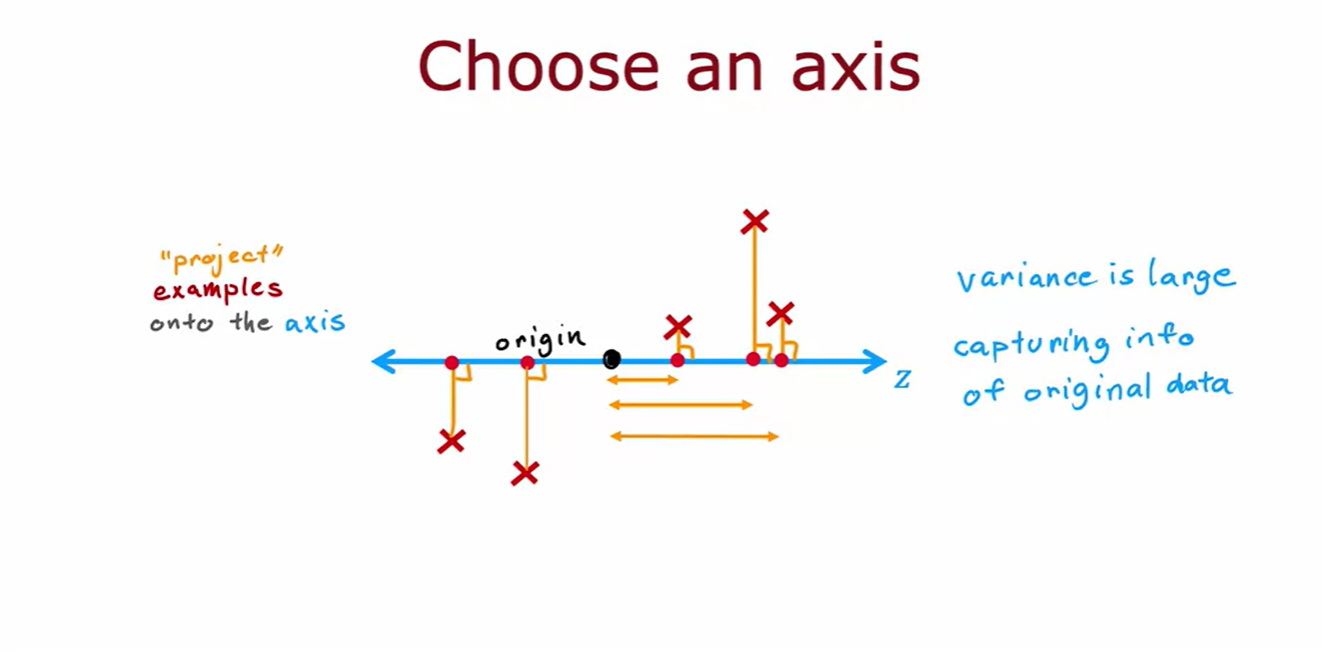 Choose an axis
"project"
examples
onto the axis
origin
z
variance is large
capturing info
of original data